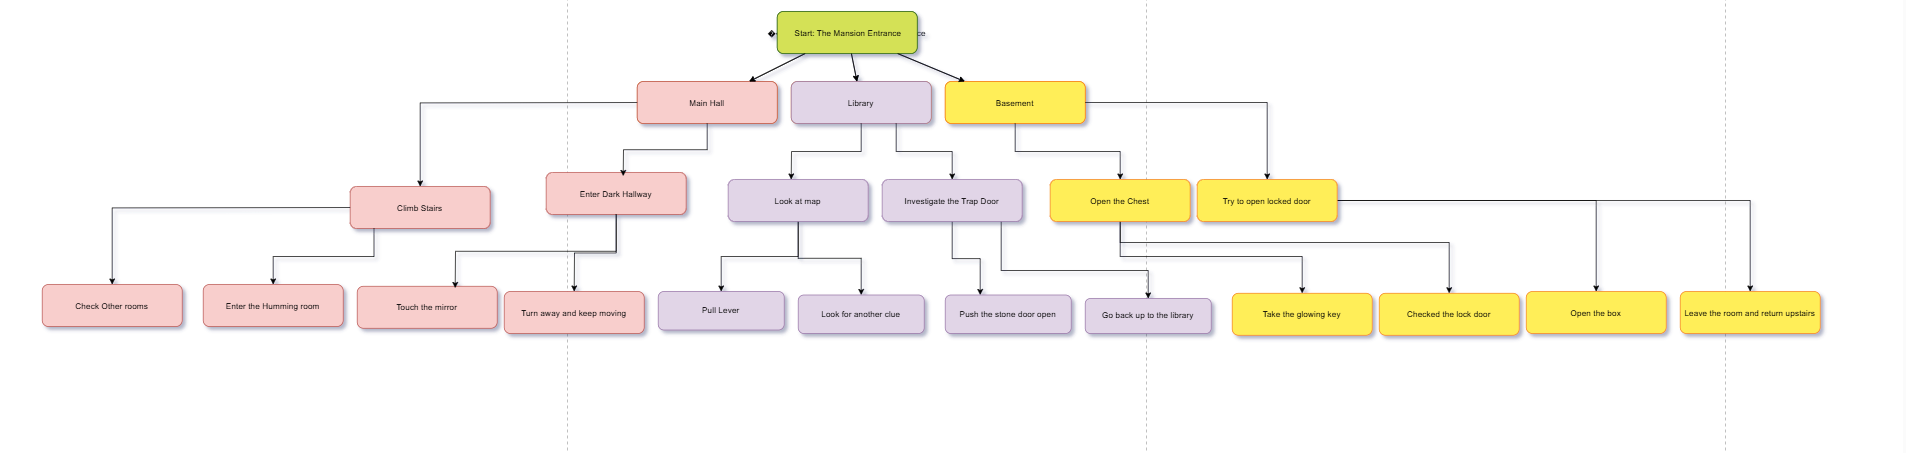 Start: The Mansion Entrance
ce
Main Hall
Library
Basement
Climb Stairs
Enter Dark Hallway
Look at map
Investigate the Trap Door
Open the Chest
Try to open locked door
Check Other rooms
Enter the Humming room
Touch the mirror
Turn away and keep moving
Pull Lever
Look for another clue
Push the stone door open
Go back up to the library
Take the glowing key
Checked the lock door
Open the box
Leave the room and return upstairs